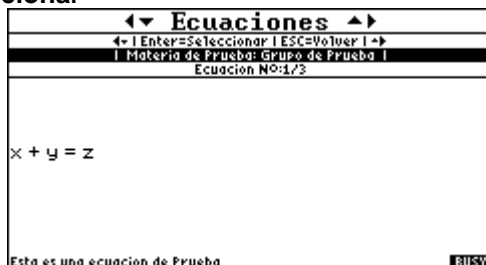 Ecuaciones
| Enter=Seleccionar | ESC=Volver |
| Materia de Prueba: Grupo de Prueba |
Ecuacion Nº:1/3
x + y = z
Esta es una ecuacion de Prueba
BUSY